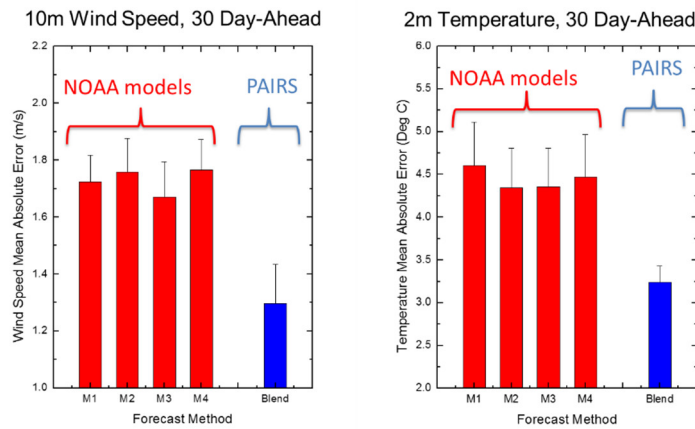 10m Wind Speed, 30 Day-Ahead
2.2
2.0
1.8
1.6
1.4
1.2
1.0
Wind Speed Mean Absolute Error (m/s)
NOAA models
PAIRS
M1 M2 M3 M4 Blend
Forecast Method
2m Temperature, 30 Day-Ahead
6.0
5.5
5.0
4.5
4.0
3.5
3.0
2.5
2.0
Temperature Mean Absolute Error (Deg C)
NOAA models
PAIRS
M1 M2 M3 M4 Blend
Forecast Method